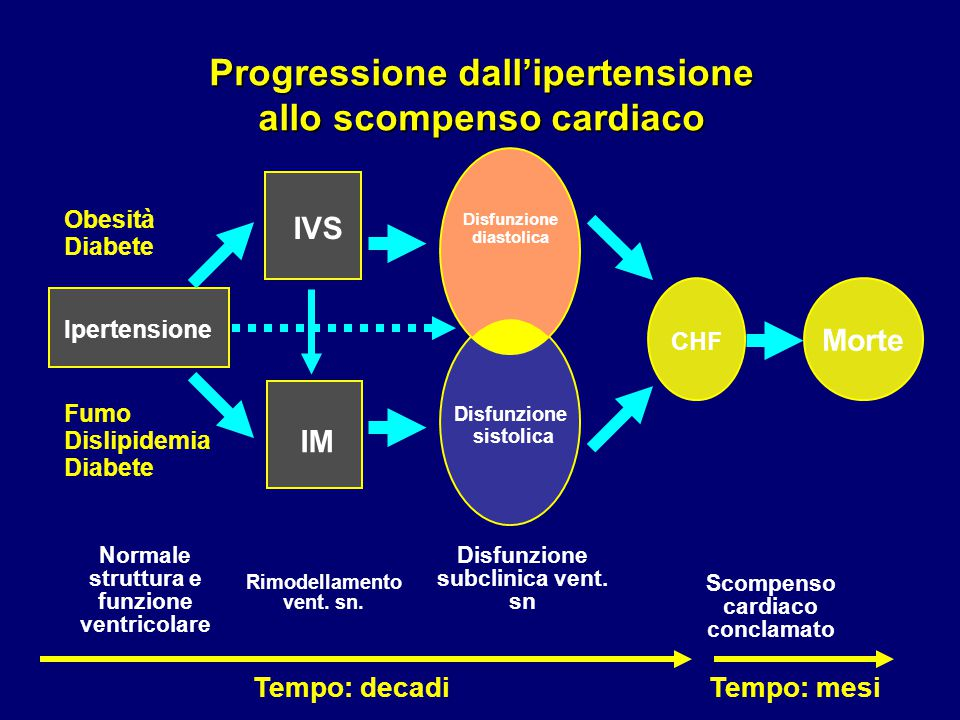 Progressione dall’ipertensione
allo scompenso cardiaco
Obesità
Diabete
IVS
Disfunzione
diastolica
Ipertensione
CHF
Morte
Fumo
Dislipidemia
Diabete
IM
Disfunzione
sistolica
Normale
struttura e
funzione
ventricolare
Rimodellamento
vent. sn.
Disfunzione
subclinica vent.
sn
Scompenso
cardiaco
conclamato
Tempo: decadi
Tempo: mesi